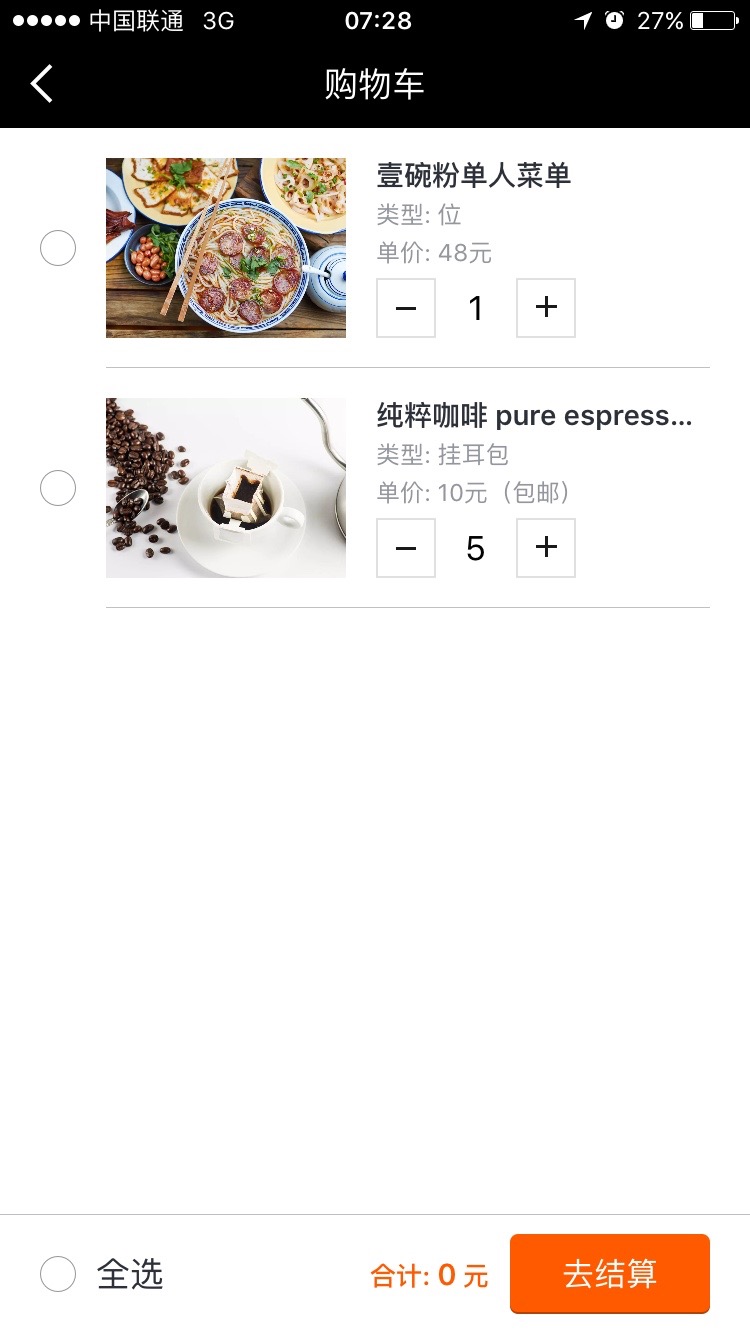 中国联通 3G 07:28 27%
购物车
壹碗粉单人菜单
类型: 位
单价: 48元
− 1 +
纯粹咖啡 pure espress...
类型: 挂耳包
单价: 10元（包邮）
− 5 +
全选 合计: 0 元 去结算